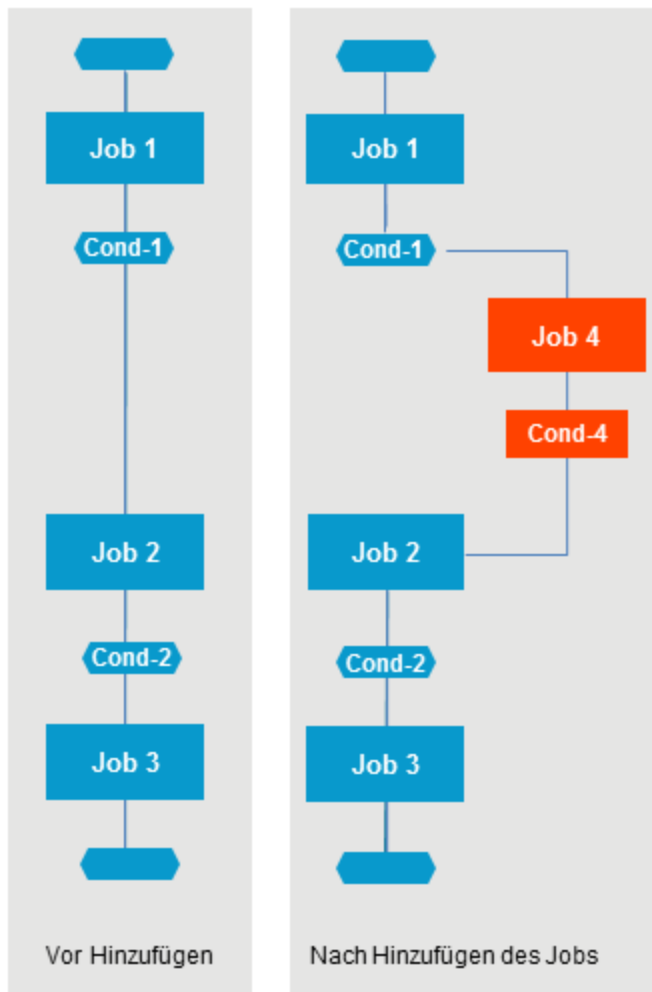 Job 1
Cond-1
Job 2
Cond-2
Job 3
Vor Hinzufügen
Job 1
Cond-1
Job 4
Cond-4
Job 2
Cond-2
Job 3
Nach Hinzufügen des Jobs